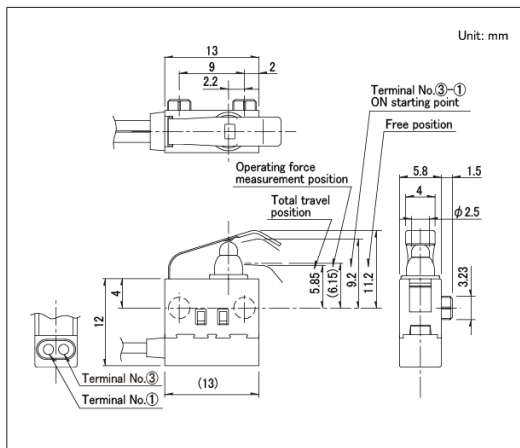 Unit: mm
13
9
2
2.2
Terminal No.③-①
ON starting point
Free position
Operating force
measurement position
Total travel
position
5.8
1.5
4
φ2.5
4
12
5.85
(6.15)
9.2
11.2
3.23
Terminal No.③
Terminal No.①
(13)